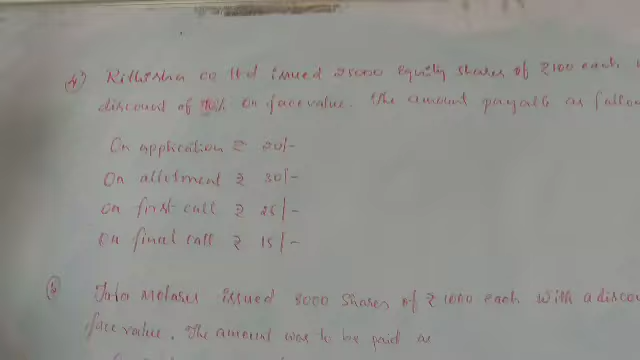 4) Rithisha co ltd issued 25000 equity shares of ₹100 each
discount of 10% on face value. The amount payable as follow
On application ₹ 20/-
On allotment ₹ 30/-
On first call ₹ 25/-
On final call ₹ 15/-
5) Tata issued 3000 shares of ₹1000 each with a discou
face value. The amount was to be paid as